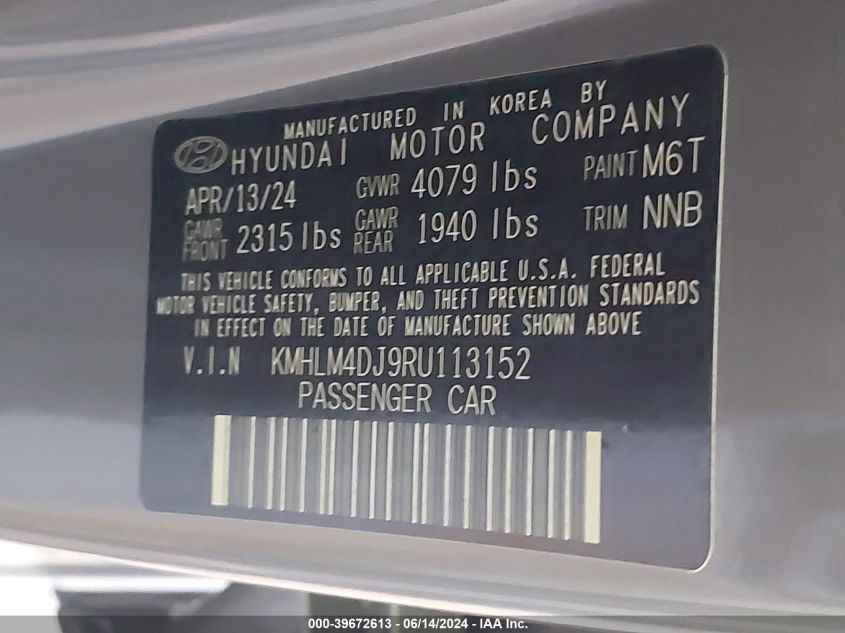 MANUFACTURED IN KOREA BY
HYUNDAI MOTOR COMPANY
APR/13/24 GVWR 4079 lbs PAINT M6T
GAWR FRONT 2315 lbs GAWR REAR 1940 lbs TRIM NNB
THIS VEHICLE CONFORMS TO ALL APPLICABLE U.S.A. FEDERAL
MOTOR VEHICLE SAFETY, BUMPER, AND THEFT PREVENTION STANDARDS
IN EFFECT ON THE DATE OF MANUFACTURE SHOWN ABOVE
V.I.N KMHLM4DJ9RU113152
PASSENGER CAR
000-39672613 - 06/14/2024 - IAA Inc.